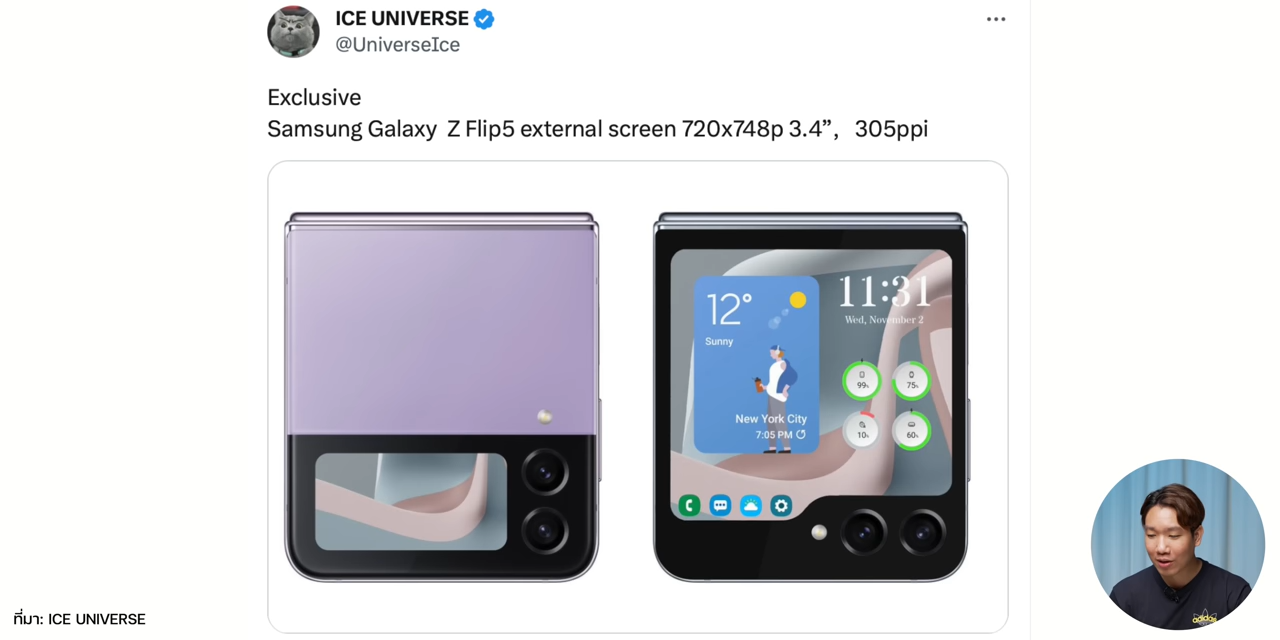 ICE UNIVERSE
@UniverseIce
Exclusive
Samsung Galaxy Z Flip5 external screen 720x748p 3.4”, 305ppi
12°
Sunny
New York City
7:05 PM
11:31
Wed, November 2
99%
75%
10%
60%
ที่มา: ICE UNIVERSE
adidas